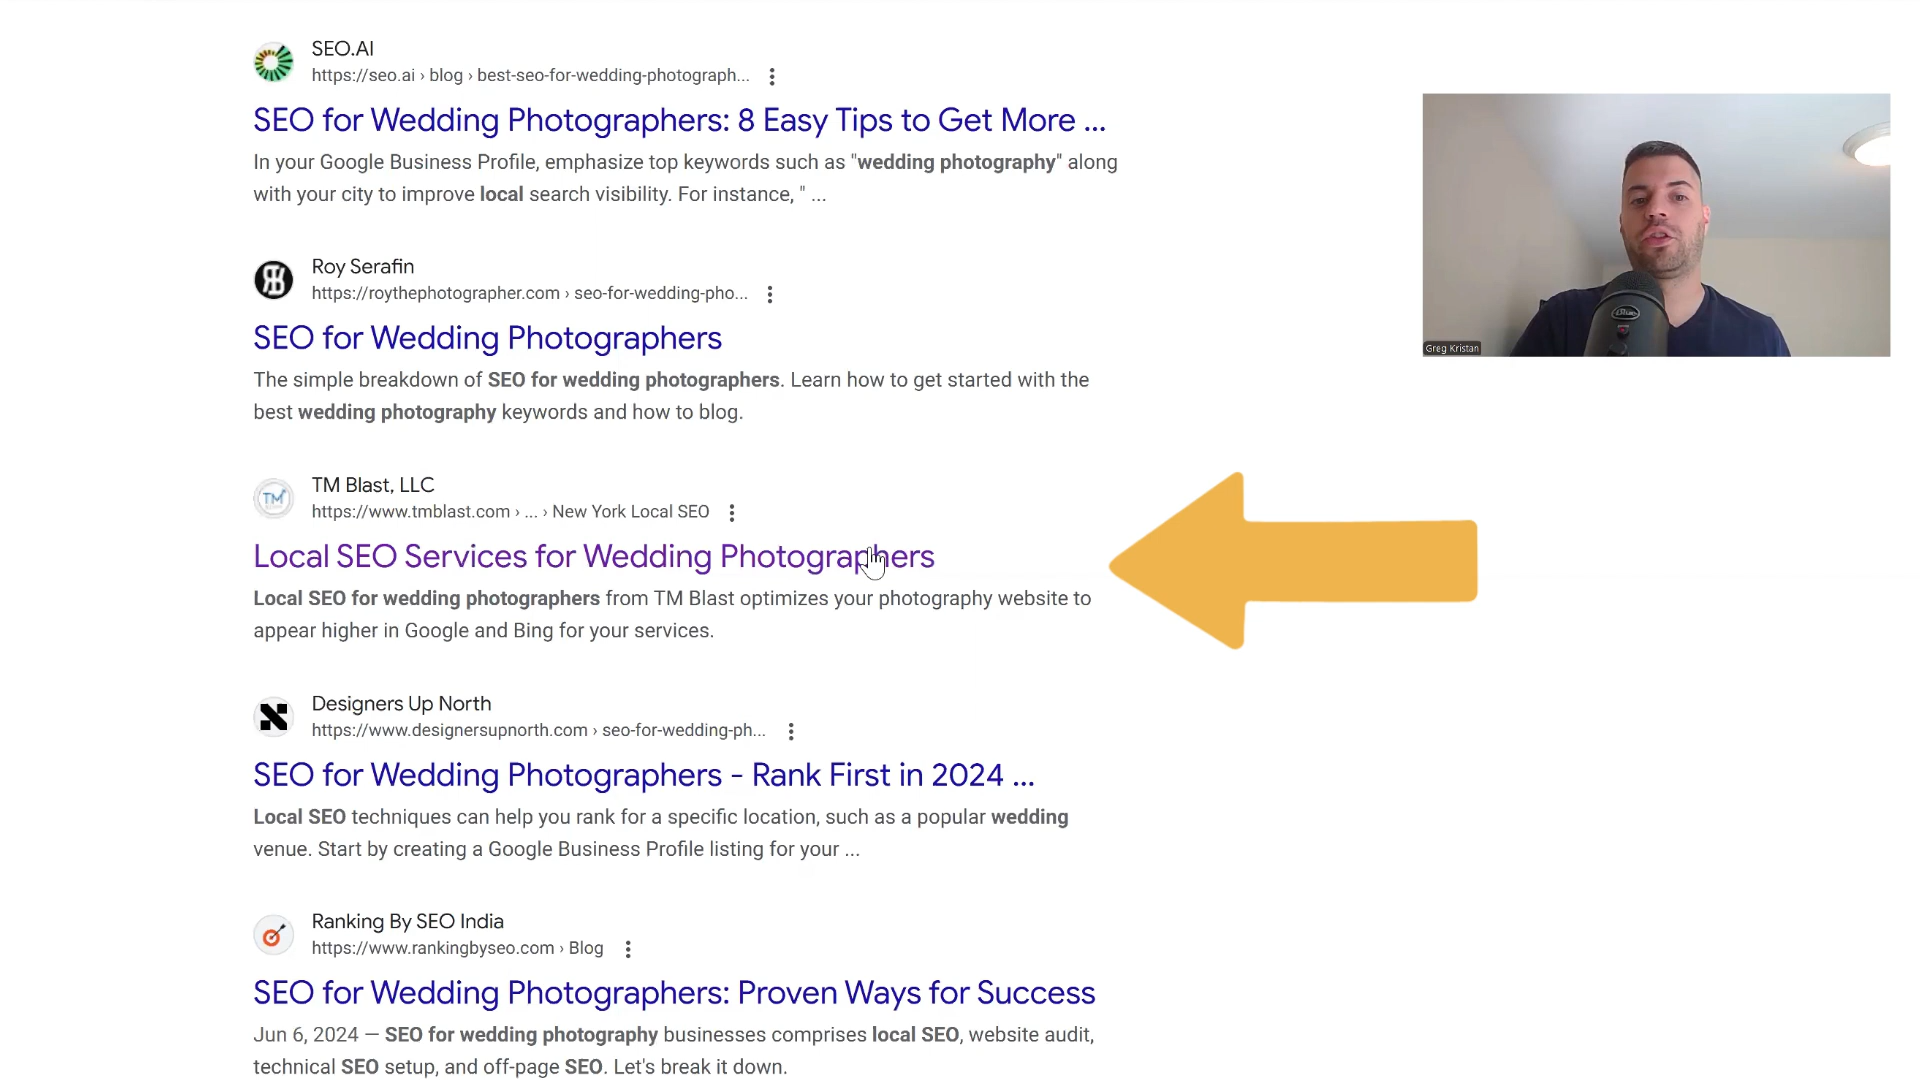 SEO.AI
https://seo.ai › blog › best-seo-for-wedding-photograph...
SEO for Wedding Photographers: 8 Easy Tips to Get More ...
In your Google Business Profile, emphasize top keywords such as "wedding photography" along
with your city to improve local search visibility. For instance, " ...
Roy Serafin
https://roythephotographer.com › seo-for-wedding-pho...
SEO for Wedding Photographers
The simple breakdown of SEO for wedding photographers. Learn how to get started with the
best wedding photography keywords and how to blog.
TM Blast, LLC
https://www.tmblast.com › ... › New York Local SEO
Local SEO Services for Wedding Photographers
Local SEO for wedding photographers from TM Blast optimizes your photography website to
appear higher in Google and Bing for your services.
Designers Up North
https://www.designersupnorth.com › seo-for-wedding-ph...
SEO for Wedding Photographers - Rank First in 2024 ...
Local SEO techniques can help you rank for a specific location, such as a popular wedding
venue. Start by creating a Google Business Profile listing for your ...
Ranking By SEO India
https://www.rankingbyseo.com › Blog
SEO for Wedding Photographers: Proven Ways for Success
Jun 6, 2024 — SEO for wedding photography businesses comprises local SEO, website audit,
technical SEO setup, and off-page SEO. Let's break it down.
TM
Blue
Greg Kristan